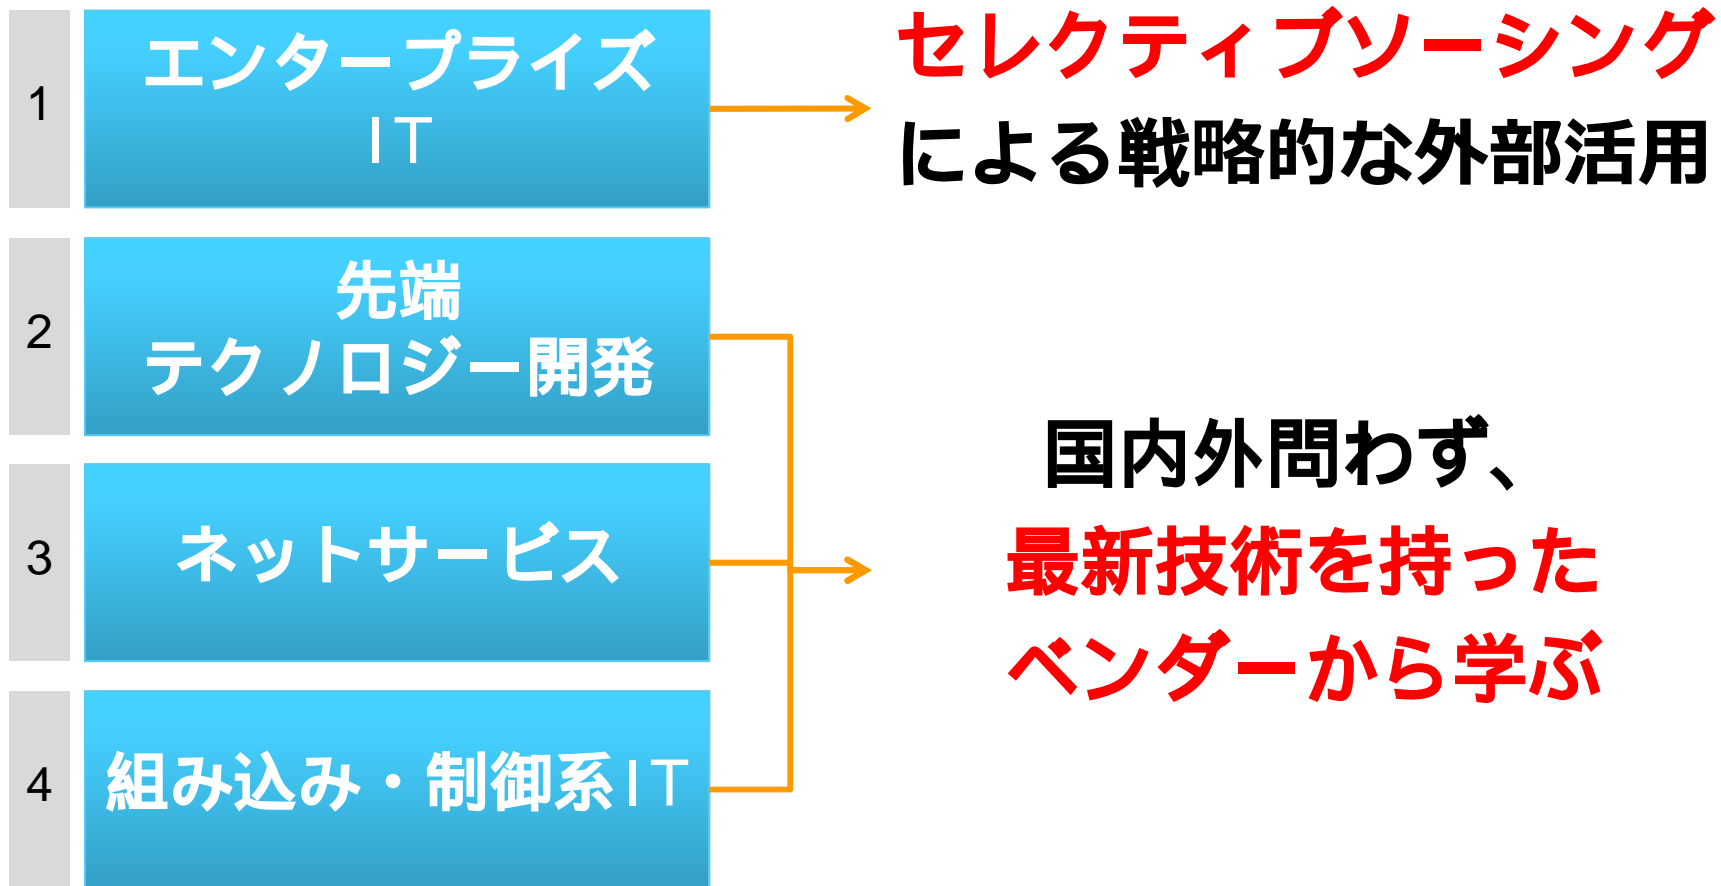 1
エンタープライズ
IT
セレクティブソーシング
による戦略的な外部活用
2
先端
テクノロジー開発
3
ネットサービス
4
組み込み・制御系IT
国内外問わず、
最新技術を持った
ベンダーから学ぶ